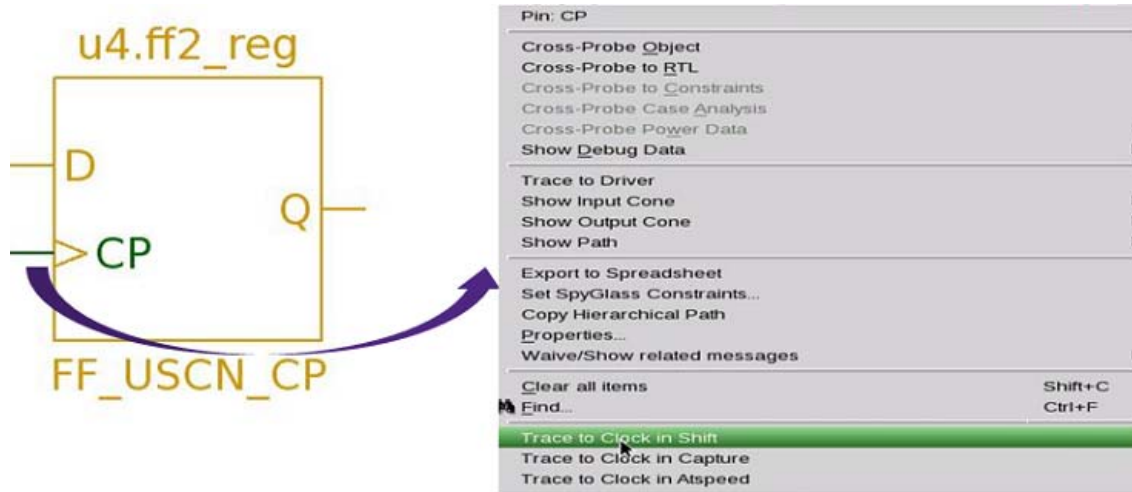 u4.ff2_reg
D
Q
CP
FF_USCN_CP
Pin: CP
Cross-Probe Object
Cross-Probe to RTL
Cross-Probe to Constraints
Cross-Probe Case Analysis
Cross-Probe Power Data
Show Debug Data
Trace to Driver
Show Input Cone
Show Output Cone
Show Path
Export to Spreadsheet
Set SpyGlass Constraints...
Copy Hierarchical Path
Properties...
Waive/Show related messages
Clear all items Shift+C
Find... Ctrl+F
Trace to Clock in Shift
Trace to Clock in Capture
Trace to Clock in Atspeed